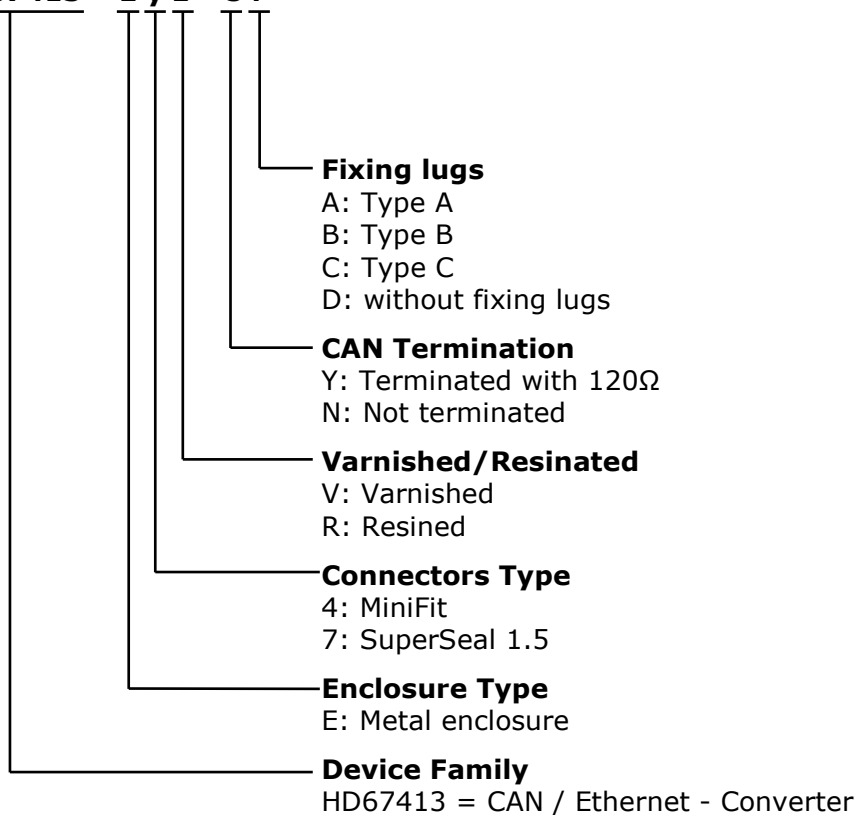 Fixing lugs
A: Type A
B: Type B
C: Type C
D: without fixing lugs
CAN Termination
Y: Terminated with 120Ω
N: Not terminated
Varnished/Resinated
V: Varnished
R: Resined
Connectors Type
4: MiniFit
7: SuperSeal 1.5
Enclosure Type
E: Metal enclosure
Device Family
HD67413 = CAN / Ethernet - Converter